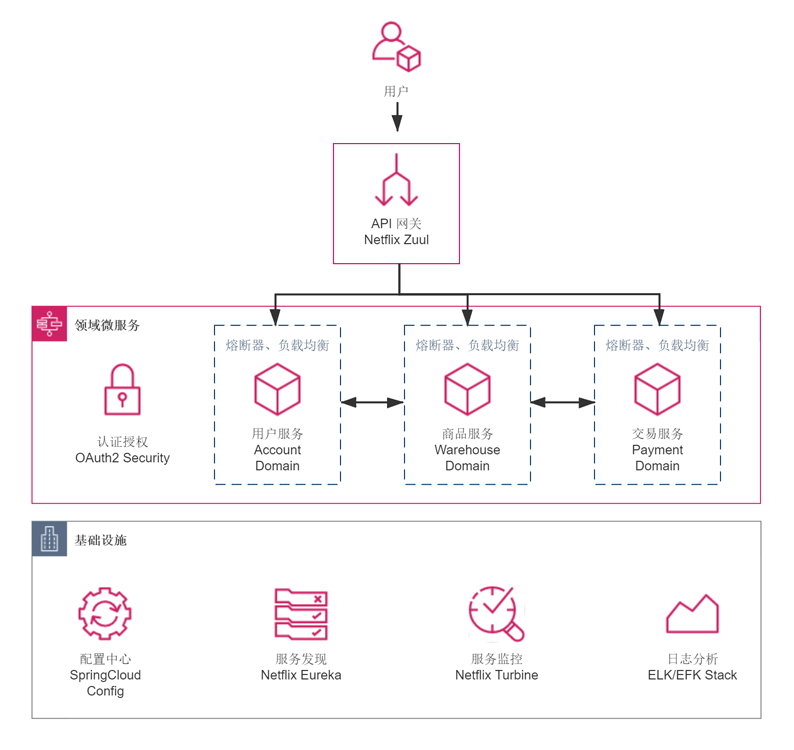 用户
API 网关
Netflix Zuul
领域微服务
认证授权
OAuth2 Security
熔断器、负载均衡
用户服务
Account
Domain
熔断器、负载均衡
商品服务
Warehouse
Domain
熔断器、负载均衡
交易服务
Payment
Domain
基础设施
配置中心
SpringCloud
Config
服务发现
Netflix Eureka
服务监控
Netflix Turbine
日志分析
ELK/EFK Stack